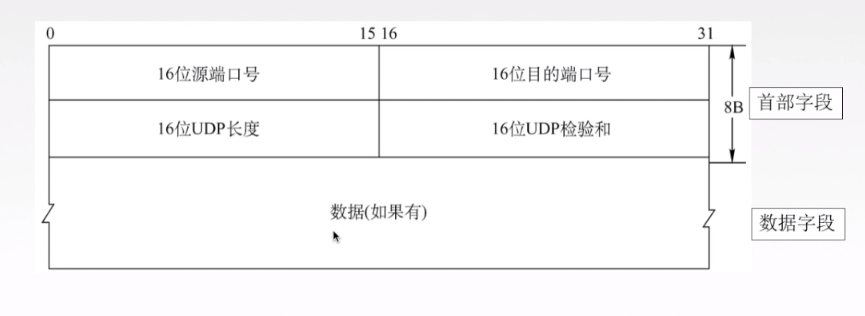 0 15 16 31
16位源端口号 16位目的端口号
8B 首部字段
16位UDP长度 16位UDP检验和
数据(如果有)
数据字段